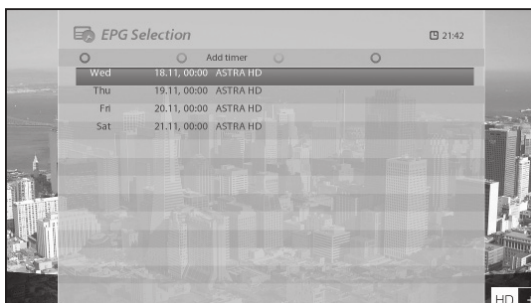 EPG Selection
21:42
Add timer
Wed 18.11, 00:00 ASTRA HD
Thu 19.11, 00:00 ASTRA HD
Fri 20.11, 00:00 ASTRA HD
Sat 21.11, 00:00 ASTRA HD
HD